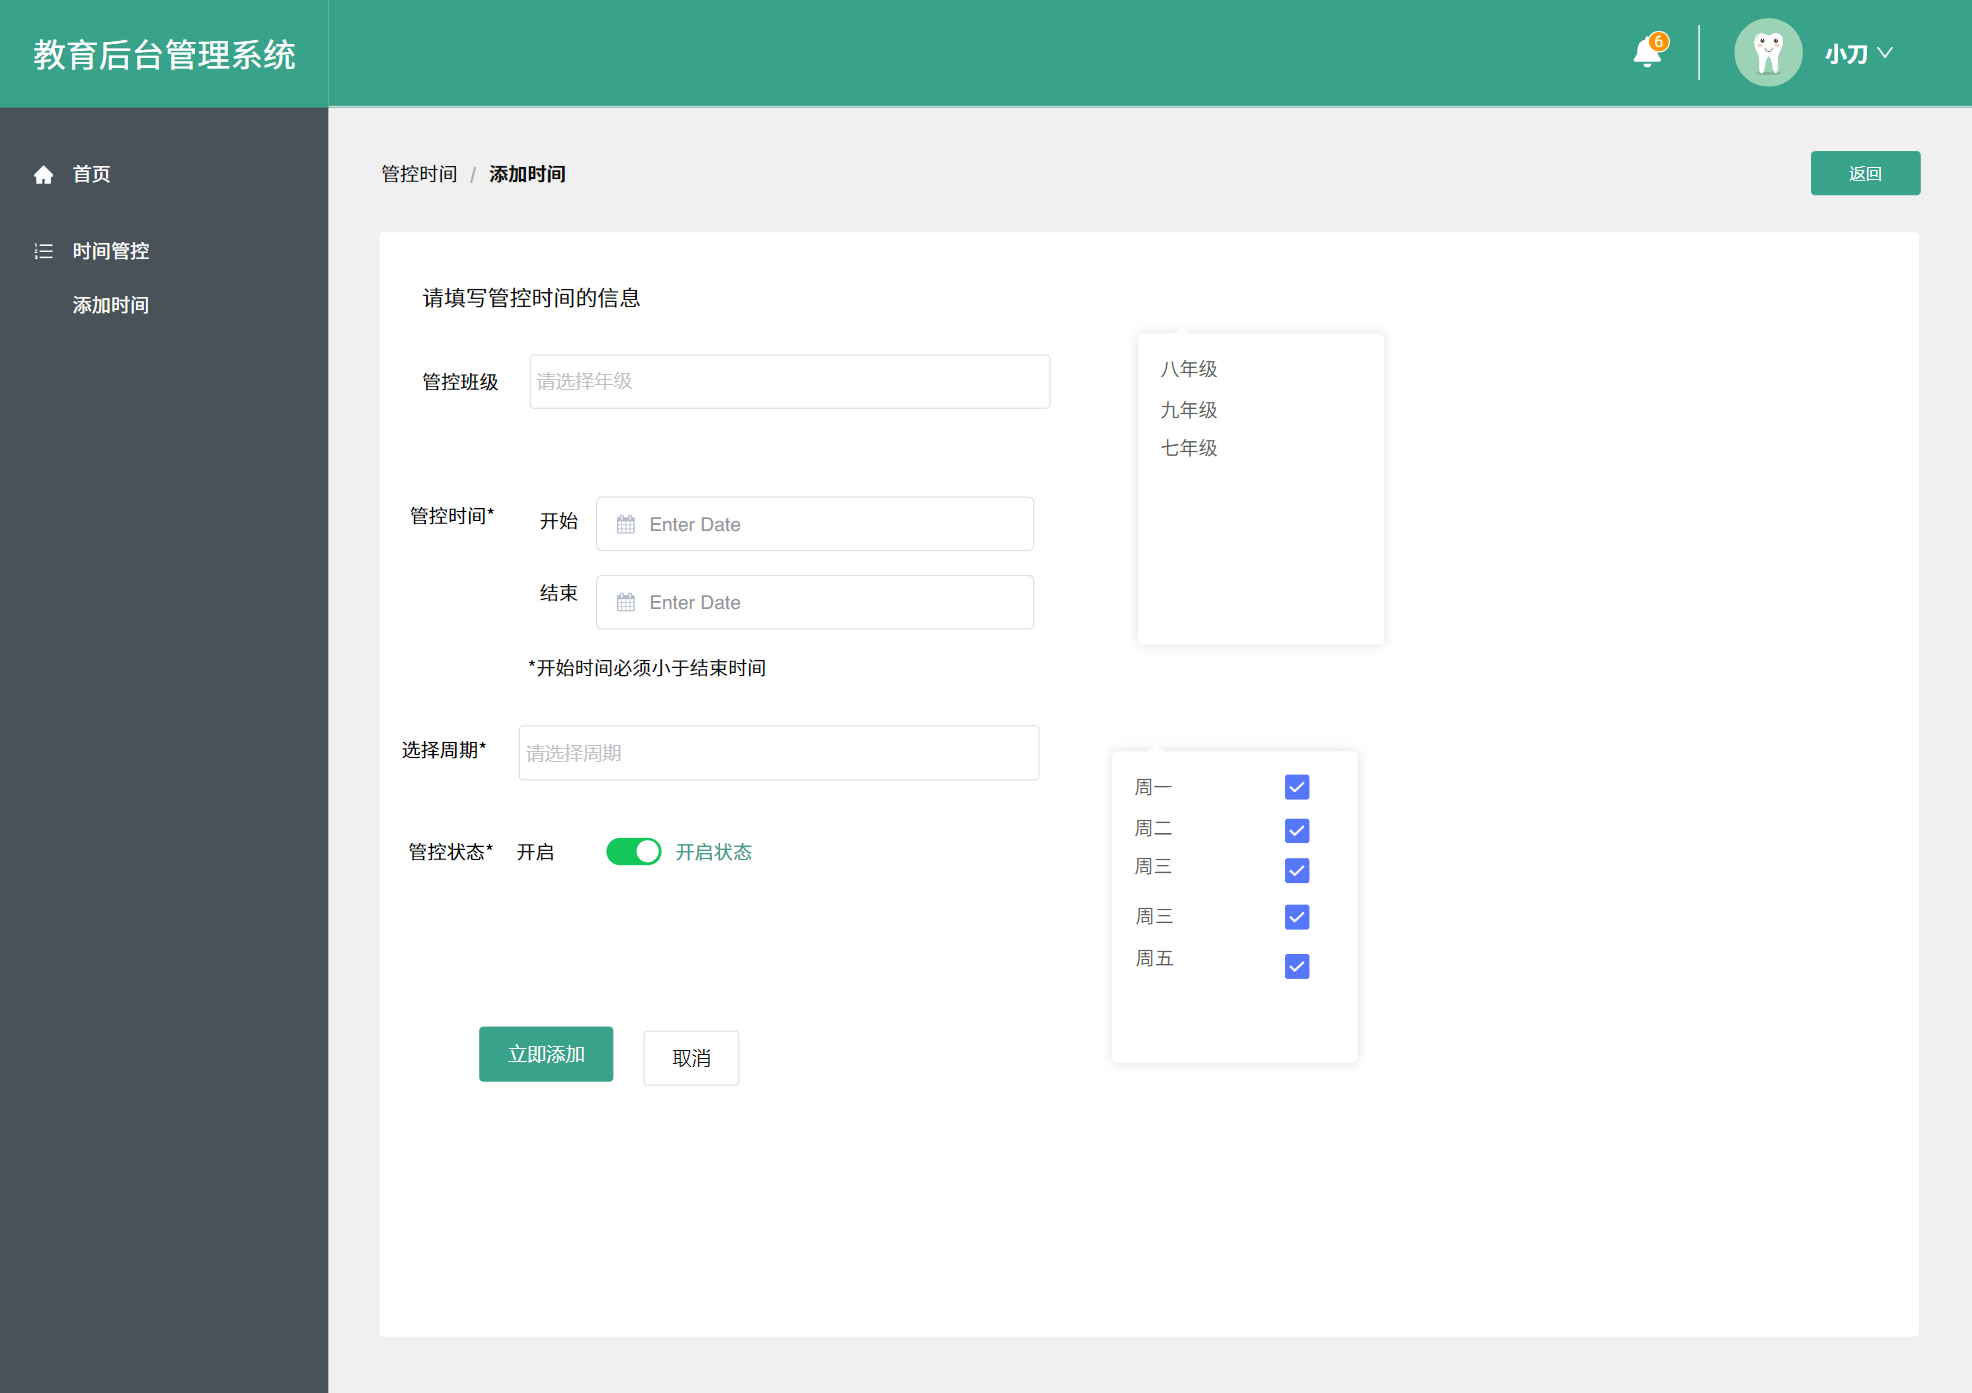 教育后台管理系统
6
小刀
首页
时间管控
添加时间
管控时间 / 添加时间
返回
请填写管控时间的信息
管控班级
请选择年级
八年级
九年级
七年级
管控时间*
开始
Enter Date
结束
Enter Date
*开始时间必须小于结束时间
选择周期*
请选择周期
周一
周二
周三
周三
周五
管控状态*
开启
开启状态
立即添加
取消